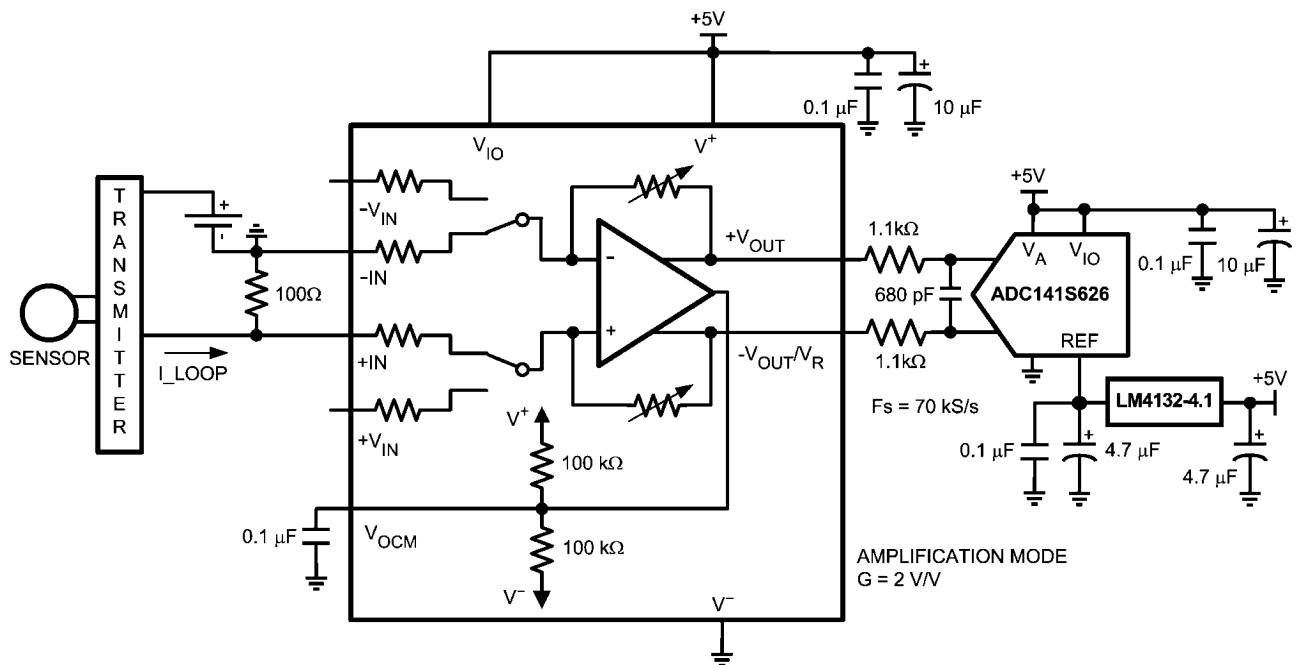 +5V
0.1 µF
10 µF
V_IO
V^+
TRANSMITTER
+
-
−V_IN
−IN
100Ω
SENSOR
I_LOOP
+IN
+V_IN
-
+
+V_OUT
-V_OUT/V_R
1.1kΩ
680 pF
1.1kΩ
+5V
V_A
V_IO
ADC141S626
REF
+
0.1 µF
10 µF
+
Fs = 70 kS/s
LM4132-4.1
+5V
0.1 µF
+
4.7 µF
+
4.7 µF
V^+
100 kΩ
0.1 µF
V_OCM
100 kΩ
V^−
V^−
AMPLIFICATION MODE
G = 2 V/V